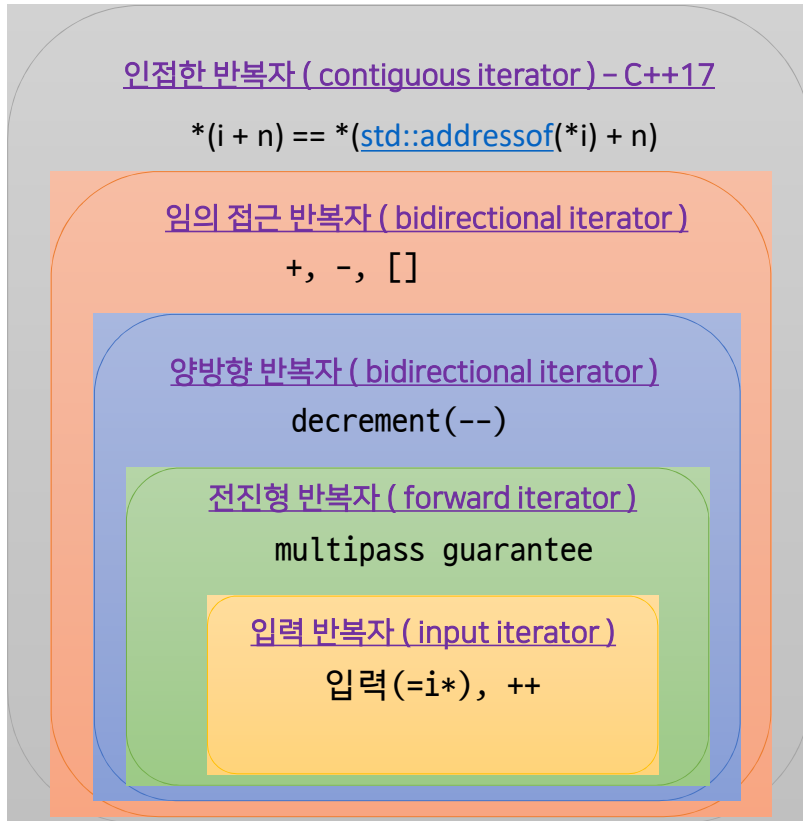 인접한 반복자 ( contiguous iterator ) – C++17
*(i + n) == *(std::addressof(*i) + n)
임의 접근 반복자 ( bidirectional iterator )
+, -, []
양방향 반복자 ( bidirectional iterator )
decrement(--)
전진형 반복자 ( forward iterator )
multipass guarantee
입력 반복자 ( input iterator )
입력(=i*), ++